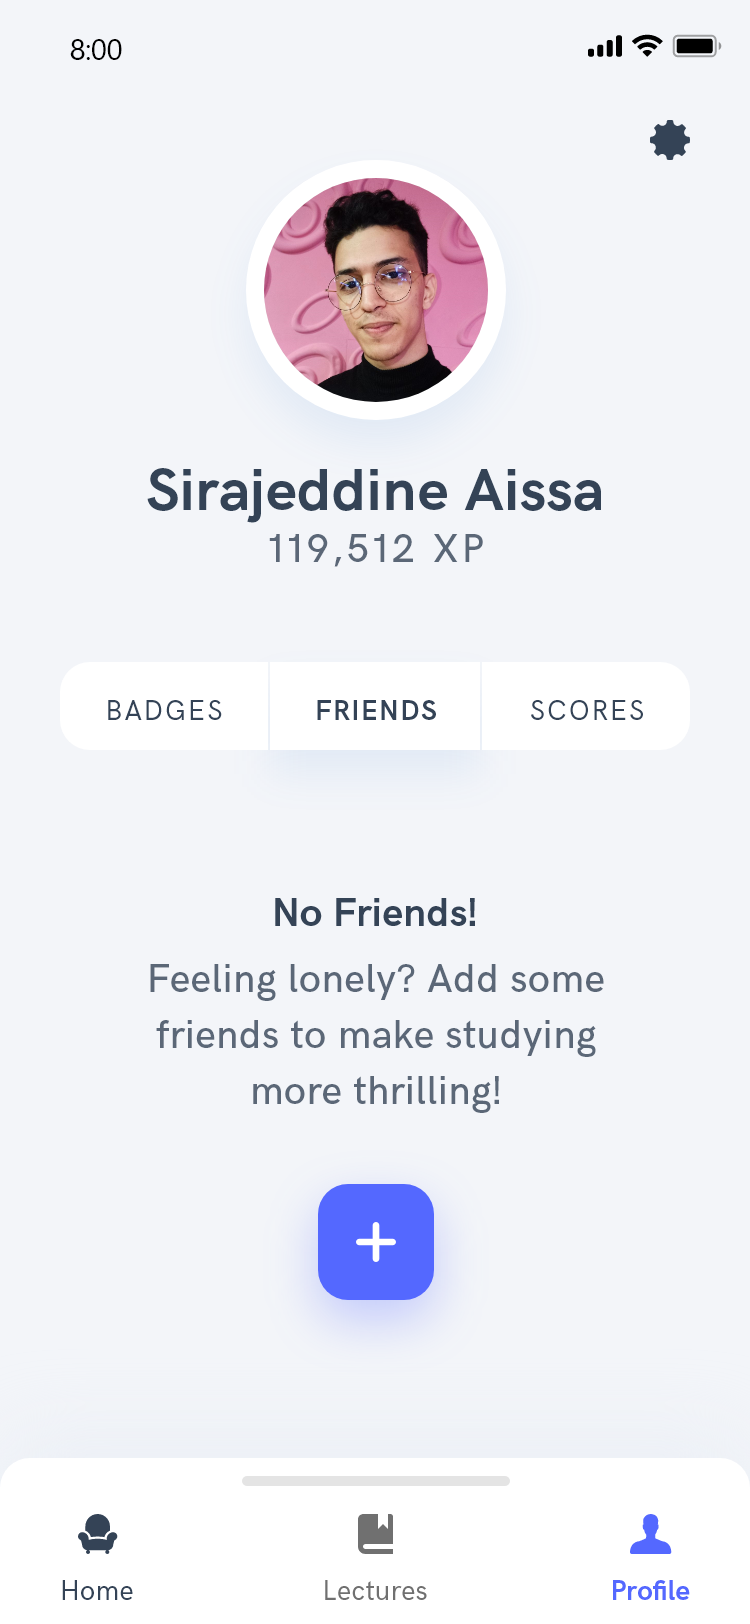 8:00
Sirajeddine Aissa
119,512 XP
BADGES FRIENDS SCORES
No Friends!
Feeling lonely? Add some
friends to make studying
more thrilling!
Home Lectures Profile